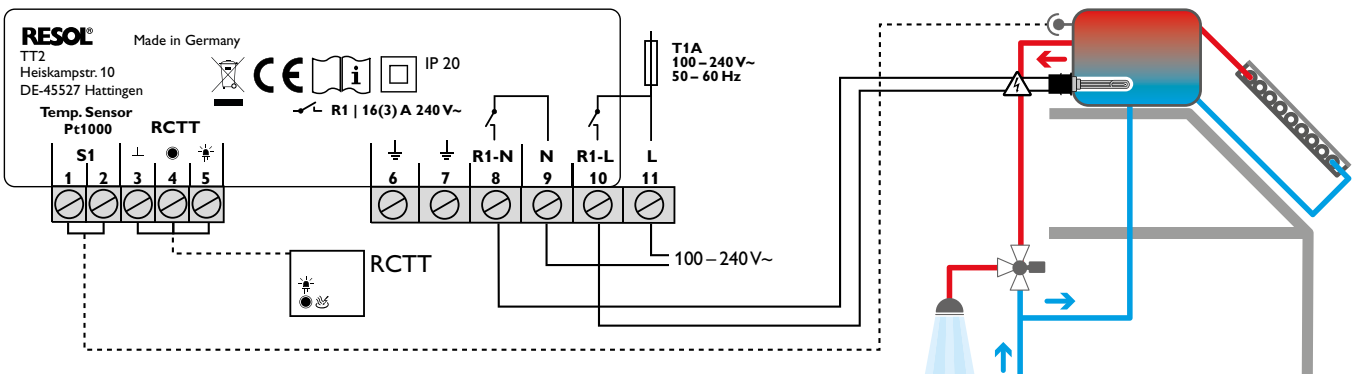 RESOL®
Made in Germany
TT2
Heiskampstr. 10
DE-45527 Hattingen
CE
i
IP 20
T1A
100 – 240 V~
50 – 60 Hz
R1 | 16(3) A 240 V~
Temp. Sensor
Pt1000
RCTT
S1
R1-N
N
R1-L
L
1 2 3 4 5
6 7 8 9 10 11
100 – 240 V~
RCTT